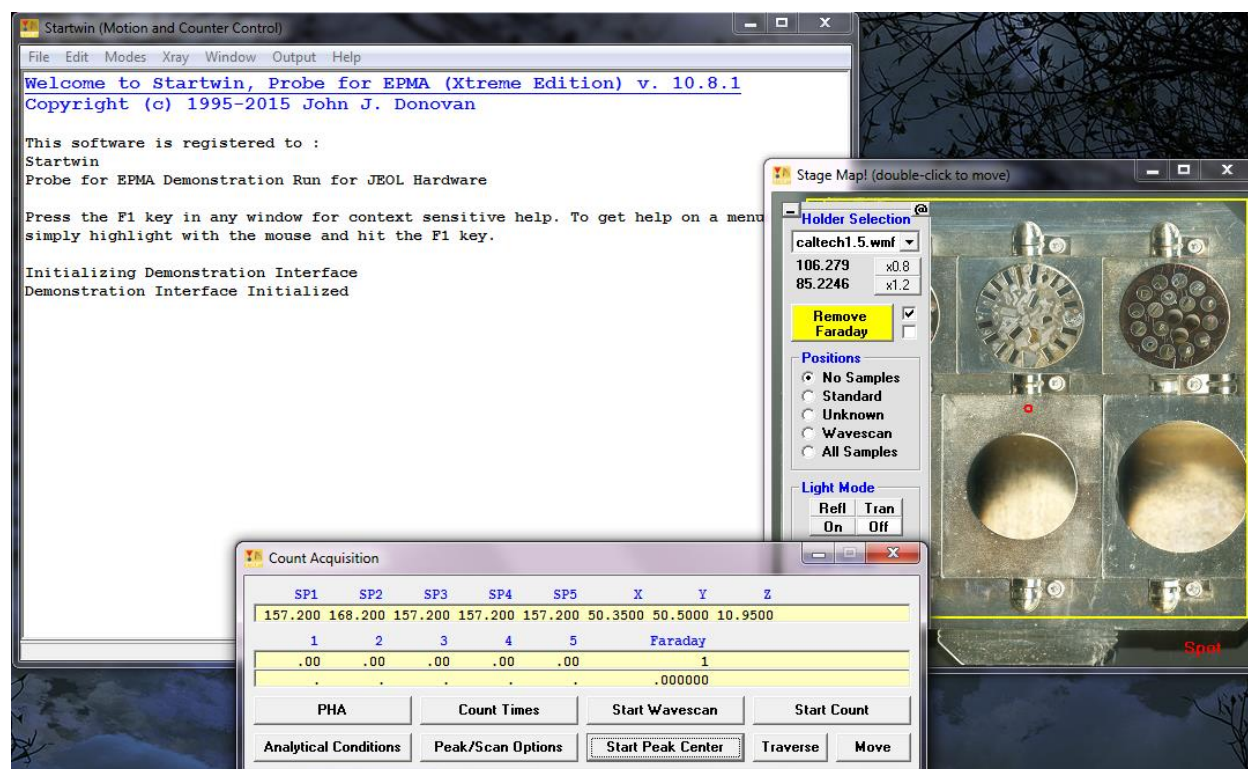 Startwin (Motion and Counter Control)
File Edit Modes Xray Window Output Help
Welcome to Startwin, Probe for EPMA (Xtreme Edition) v. 10.8.1
Copyright (c) 1995-2015 John J. Donovan
This software is registered to :
Startwin
Probe for EPMA Demonstration Run for JEOL Hardware
Press the F1 key in any window for context sensitive help. To get help on a menu
simply highlight with the mouse and hit the F1 key.
Initializing Demonstration Interface
Demonstration Interface Initialized
Stage Map! (double-click to move)
Holder Selection
caltech1.5.wmf
106.279 x0.8
85.2246 x1.2
Remove
Faraday
Positions
No Samples
Standard
Unknown
Wavescan
All Samples
Light Mode
Refl Tran
On Off
Spot
Count Acquisition
SP1 SP2 SP3 SP4 SP5 X Y Z
157.200 168.200 157.200 157.200 157.200 50.3500 50.5000 10.9500
1 2 3 4 5 Faraday
.00 .00 .00 .00 .00 1
. . . . . .000000
PHA Count Times Start Wavescan Start Count
Analytical Conditions Peak/Scan Options Start Peak Center Traverse Move